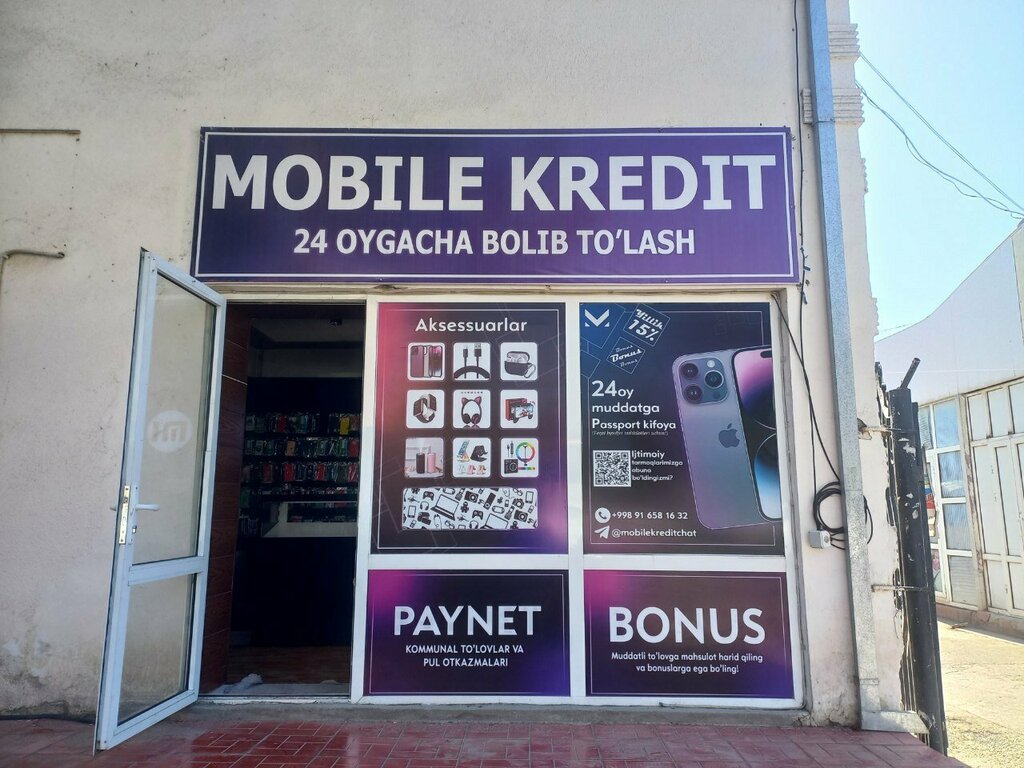 MOBILE KREDIT
24 OYGACHA BOLIB TO'LASH
Aksessuarlar
15%
Bonus
Bonus
Bonus
24oy
muddatga
Passport kifoya
Ijtimoiy
tarmoqlarimizga
obuna
bo'ldingizmi?
+998 91 658 16 32
@mobilekreditchat
PAYNET
KOMMUNAL TO'LOVLAR VA
PUL OTKAZMALARI
BONUS
Muddatli to'lovga mahsulot harid qiling
va bonuslarga ega bo'ling!